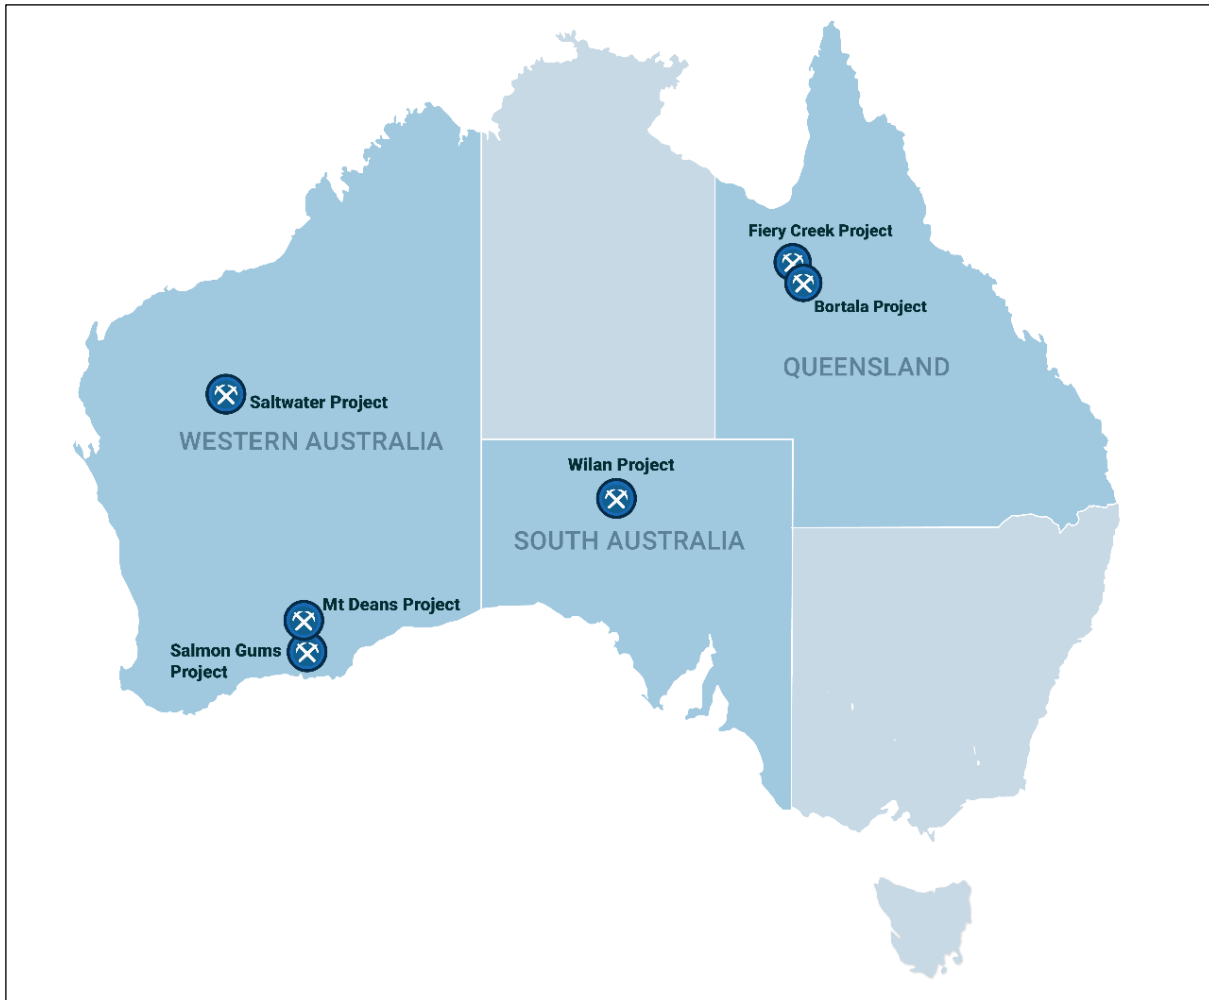 Fiery Creek Project
Bortala Project
QUEENSLAND
Saltwater Project
WESTERN AUSTRALIA
Wilan Project
SOUTH AUSTRALIA
Mt Deans Project
Salmon Gums
Project